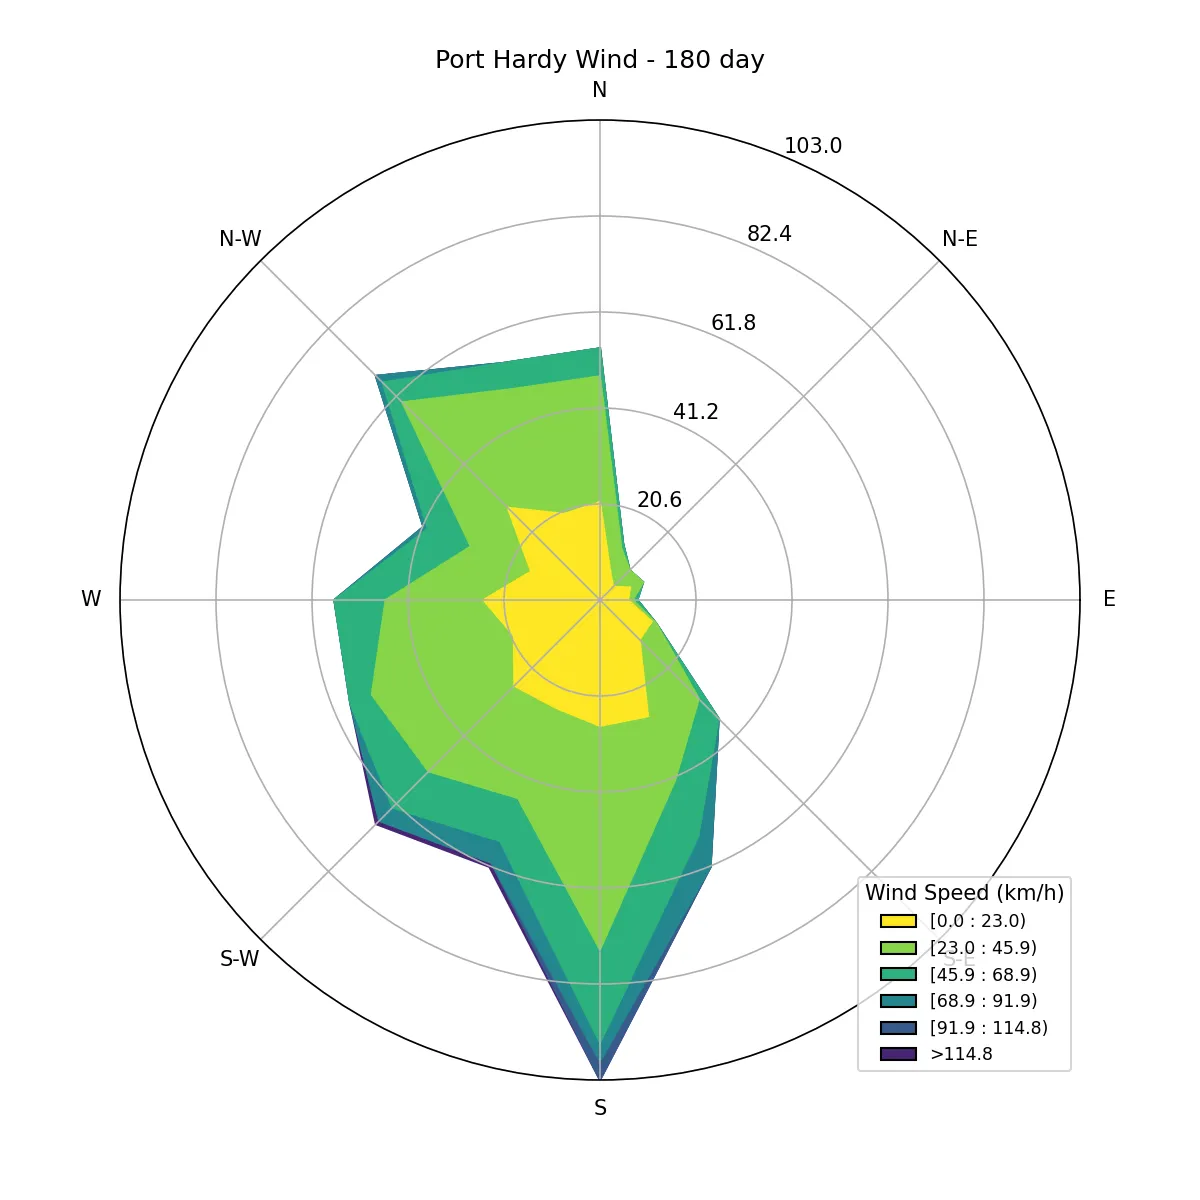 Port Hardy Wind - 180 day
N
103.0
N-W
82.4
N-E
61.8
41.2
20.6
W
E
S-W
S-E
S
Wind Speed (km/h)
[0.0 : 23.0)
[23.0 : 45.9)
[45.9 : 68.9)
[68.9 : 91.9)
[91.9 : 114.8)
>114.8